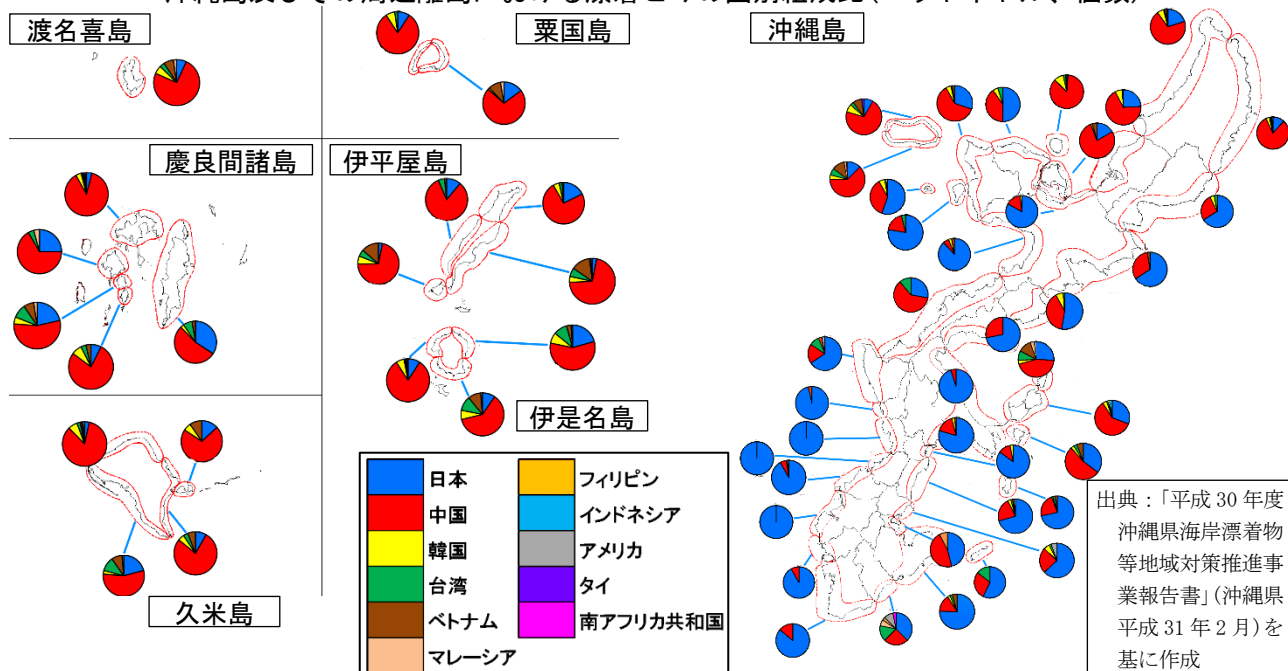 渡名喜島
粟国島
沖縄島
慶良間諸島
伊平屋島
伊是名島
久米島
日本
中国
韓国
台湾
ベトナム
マレーシア
フィリピン
インドネシア
アメリカ
タイ
南アフリカ共和国
出典:「平成 30 年度
沖縄県海岸漂着物
等地域対策推進事
業報告書」(沖縄県
平成 31 年 2 月)を
基に作成